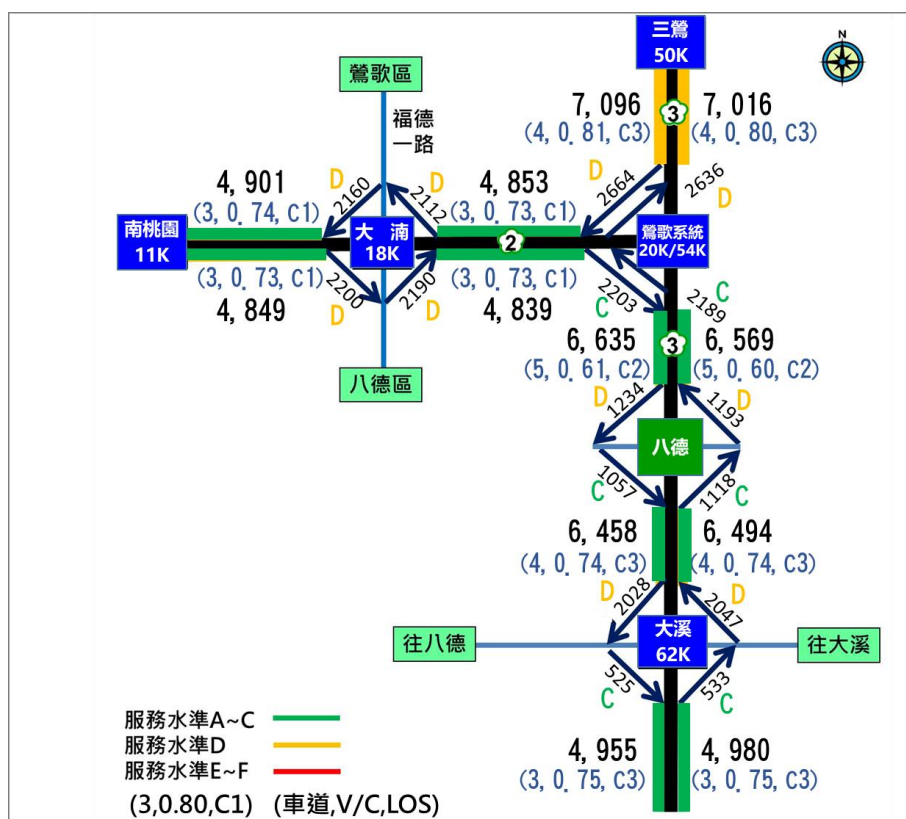 N
三鶯
50K
鶯歌區
7,096
3
7,016
(4, 0.81, C3)
(4, 0.80, C3)
福德
一路
D
2664
2636
D
4,901
D
2160
D
2112
4,853
(3, 0.74, C1)
(3, 0.73, C1)
南桃園
11K
大湳
18K
2
鶯歌系統
20K/54K
(3, 0.73, C1)
2200
2190
(3, 0.73, C1)
2203
2189
C
C
4,849
D
D
4,839
6,635
3
6,569
(5, 0.61, C2)
(5, 0.60, C2)
八德區
D
1234
1193
D
八德
1057
1118
C
C
6,458
6,494
(4, 0.74, C3)
(4, 0.74, C3)
D
2028
2047
D
往八德
大溪
62K
往大溪
525
533
C
C
服務水準A~C
服務水準D
服務水準E~F
(3,0.80,C1) (車道,V/C,LOS)
4,955
4,980
(3, 0.75, C3)
(3, 0.75, C3)